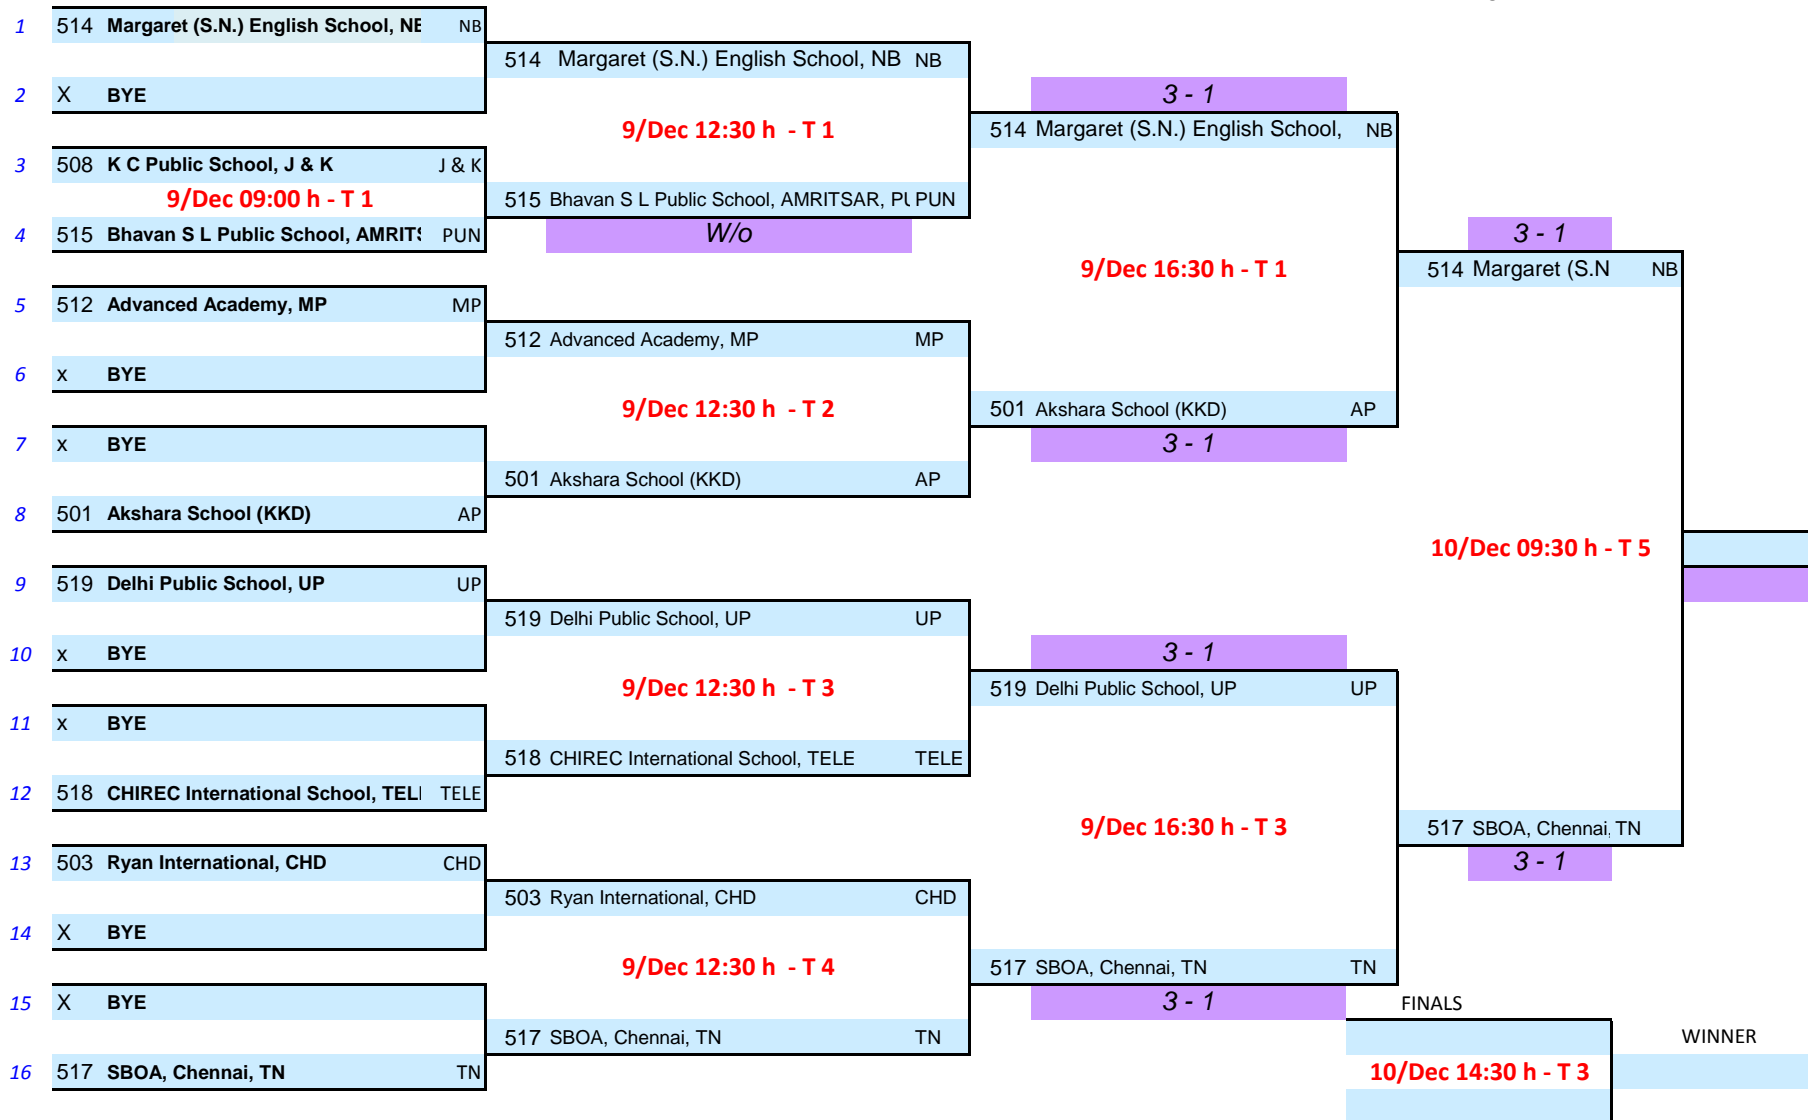 1 514 Margaret (S.N.) English School, NE NB
514 Margaret (S.N.) English School, NB NB
2 X BYE
3 - 1
9/Dec 12:30 h - T 1
514 Margaret (S.N.) English School, NB
3 508 K C Public School, J & K J & K
9/Dec 09:00 h - T 1
515 Bhavan S L Public School, AMRITSAR, PU PUN
4 515 Bhavan S L Public School, AMRITS PUN
W/o
3 - 1
9/Dec 16:30 h - T 1
514 Margaret (S.N NB
5 512 Advanced Academy, MP MP
512 Advanced Academy, MP MP
6 x BYE
9/Dec 12:30 h - T 2
501 Akshara School (KKD) AP
7 x BYE
3 - 1
501 Akshara School (KKD) AP
8 501 Akshara School (KKD) AP
10/Dec 09:30 h - T 5
9 519 Delhi Public School, UP UP
519 Delhi Public School, UP UP
10 x BYE
3 - 1
9/Dec 12:30 h - T 3
519 Delhi Public School, UP UP
11 x BYE
518 CHIREC International School, TELE TELE
12 518 CHIREC International School, TELE TELE
9/Dec 16:30 h - T 3
517 SBOA, Chennai, TN
13 503 Ryan International, CHD CHD
3 - 1
503 Ryan International, CHD CHD
14 X BYE
9/Dec 12:30 h - T 4
517 SBOA, Chennai, TN TN
15 X BYE
3 - 1
FINALS
517 SBOA, Chennai, TN TN
WINNER
16 517 SBOA, Chennai, TN TN
10/Dec 14:30 h - T 3